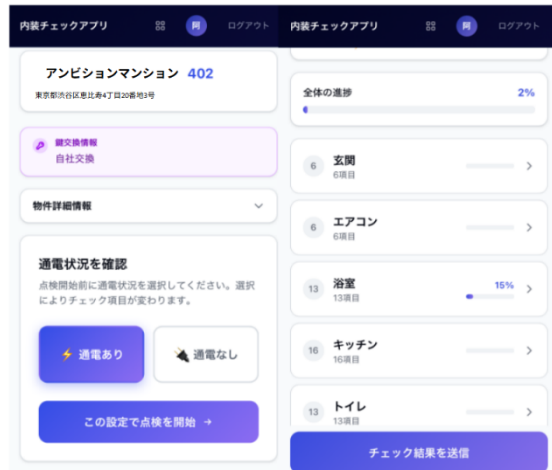 内装チェックアプリ
阿
ログアウト
アンビションマンション 402
東京都渋谷区恵比寿4丁目20番地3号
鍵交換情報
自社交換
物件詳細情報
通電状況を確認
点検開始前に通電状況を選択してください。選択
によりチェック項目が変わります。
⚡ 通電あり
🔌 通電なし
この設定で点検を開始 →
内装チェックアプリ
阿
ログアウト
全体の進捗
2%
6
玄関
6項目
6
エアコン
6項目
13
浴室
13項目
15%
16
キッチン
16項目
13
トイレ
13項目
チェック結果を送信